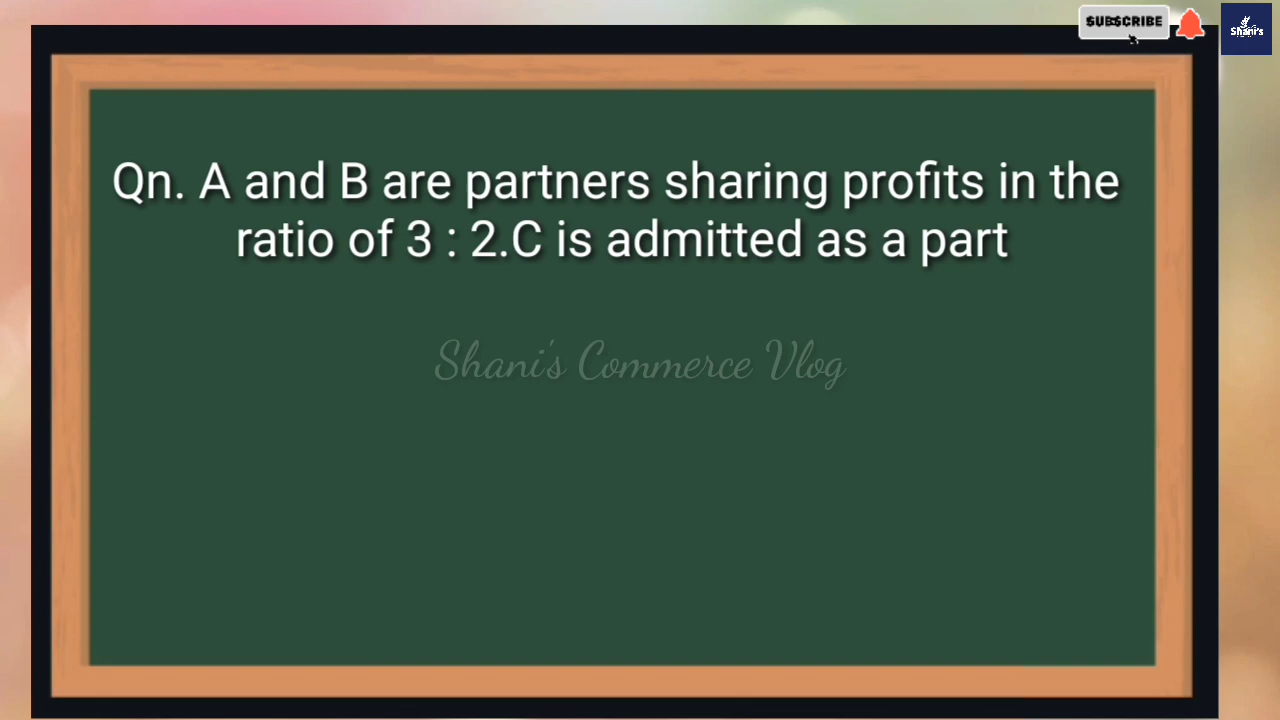 SUBSCRIBE
Shani's
Qn. A and B are partners sharing profits in the
ratio of 3 : 2.C is admitted as a part
Shani's Commerce Vlog